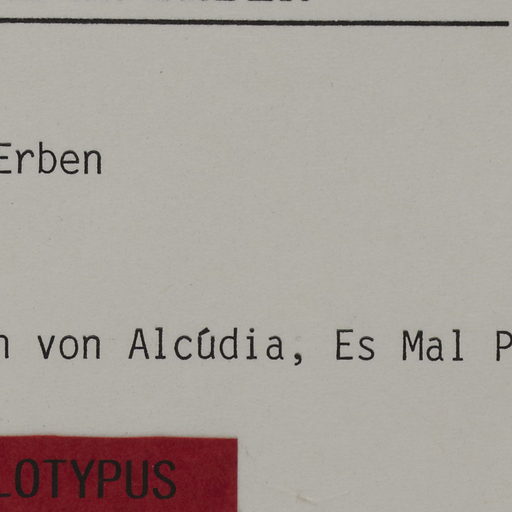 Erben
n von Alcúdia, Es Mal P
LOTYPUS